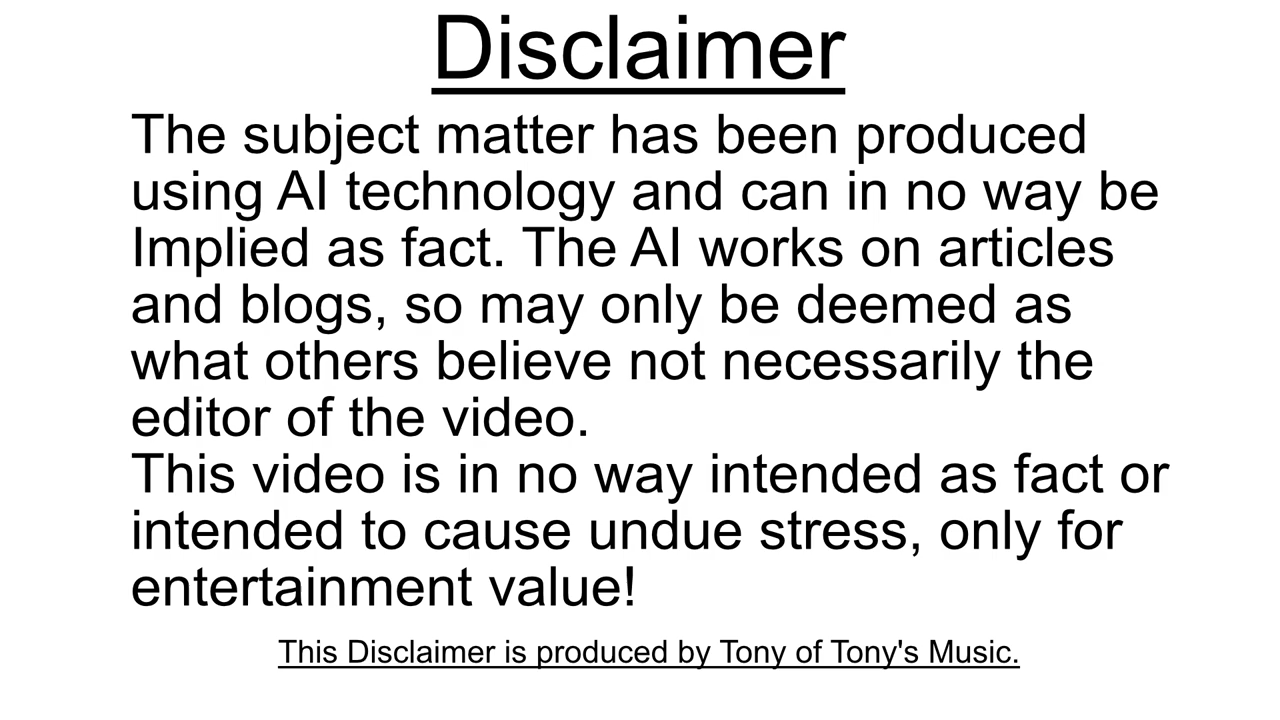 Disclaimer
The subject matter has been produced
using AI technology and can in no way be
Implied as fact. The AI works on articles
and blogs, so may only be deemed as
what others believe not necessarily the
editor of the video.
This video is in no way intended as fact or
intended to cause undue stress, only for
entertainment value!
This Disclaimer is produced by Tony of Tony's Music.